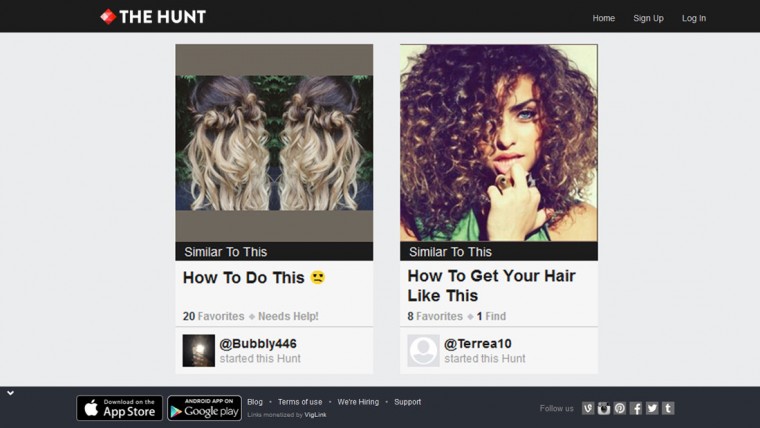 THE HUNT
Home Sign Up Log In
Similar To This
How To Do This
20 Favorites Needs Help!
@Bubbly446
started this Hunt
Similar To This
How To Get Your Hair
Like This
8 Favorites 1 Find
@Terrea10
started this Hunt
Download on the
App Store
ANDROID APP ON
Google play
Blog • Terms of use • We're Hiring • Support
Links monetized by VigLink
Follow us